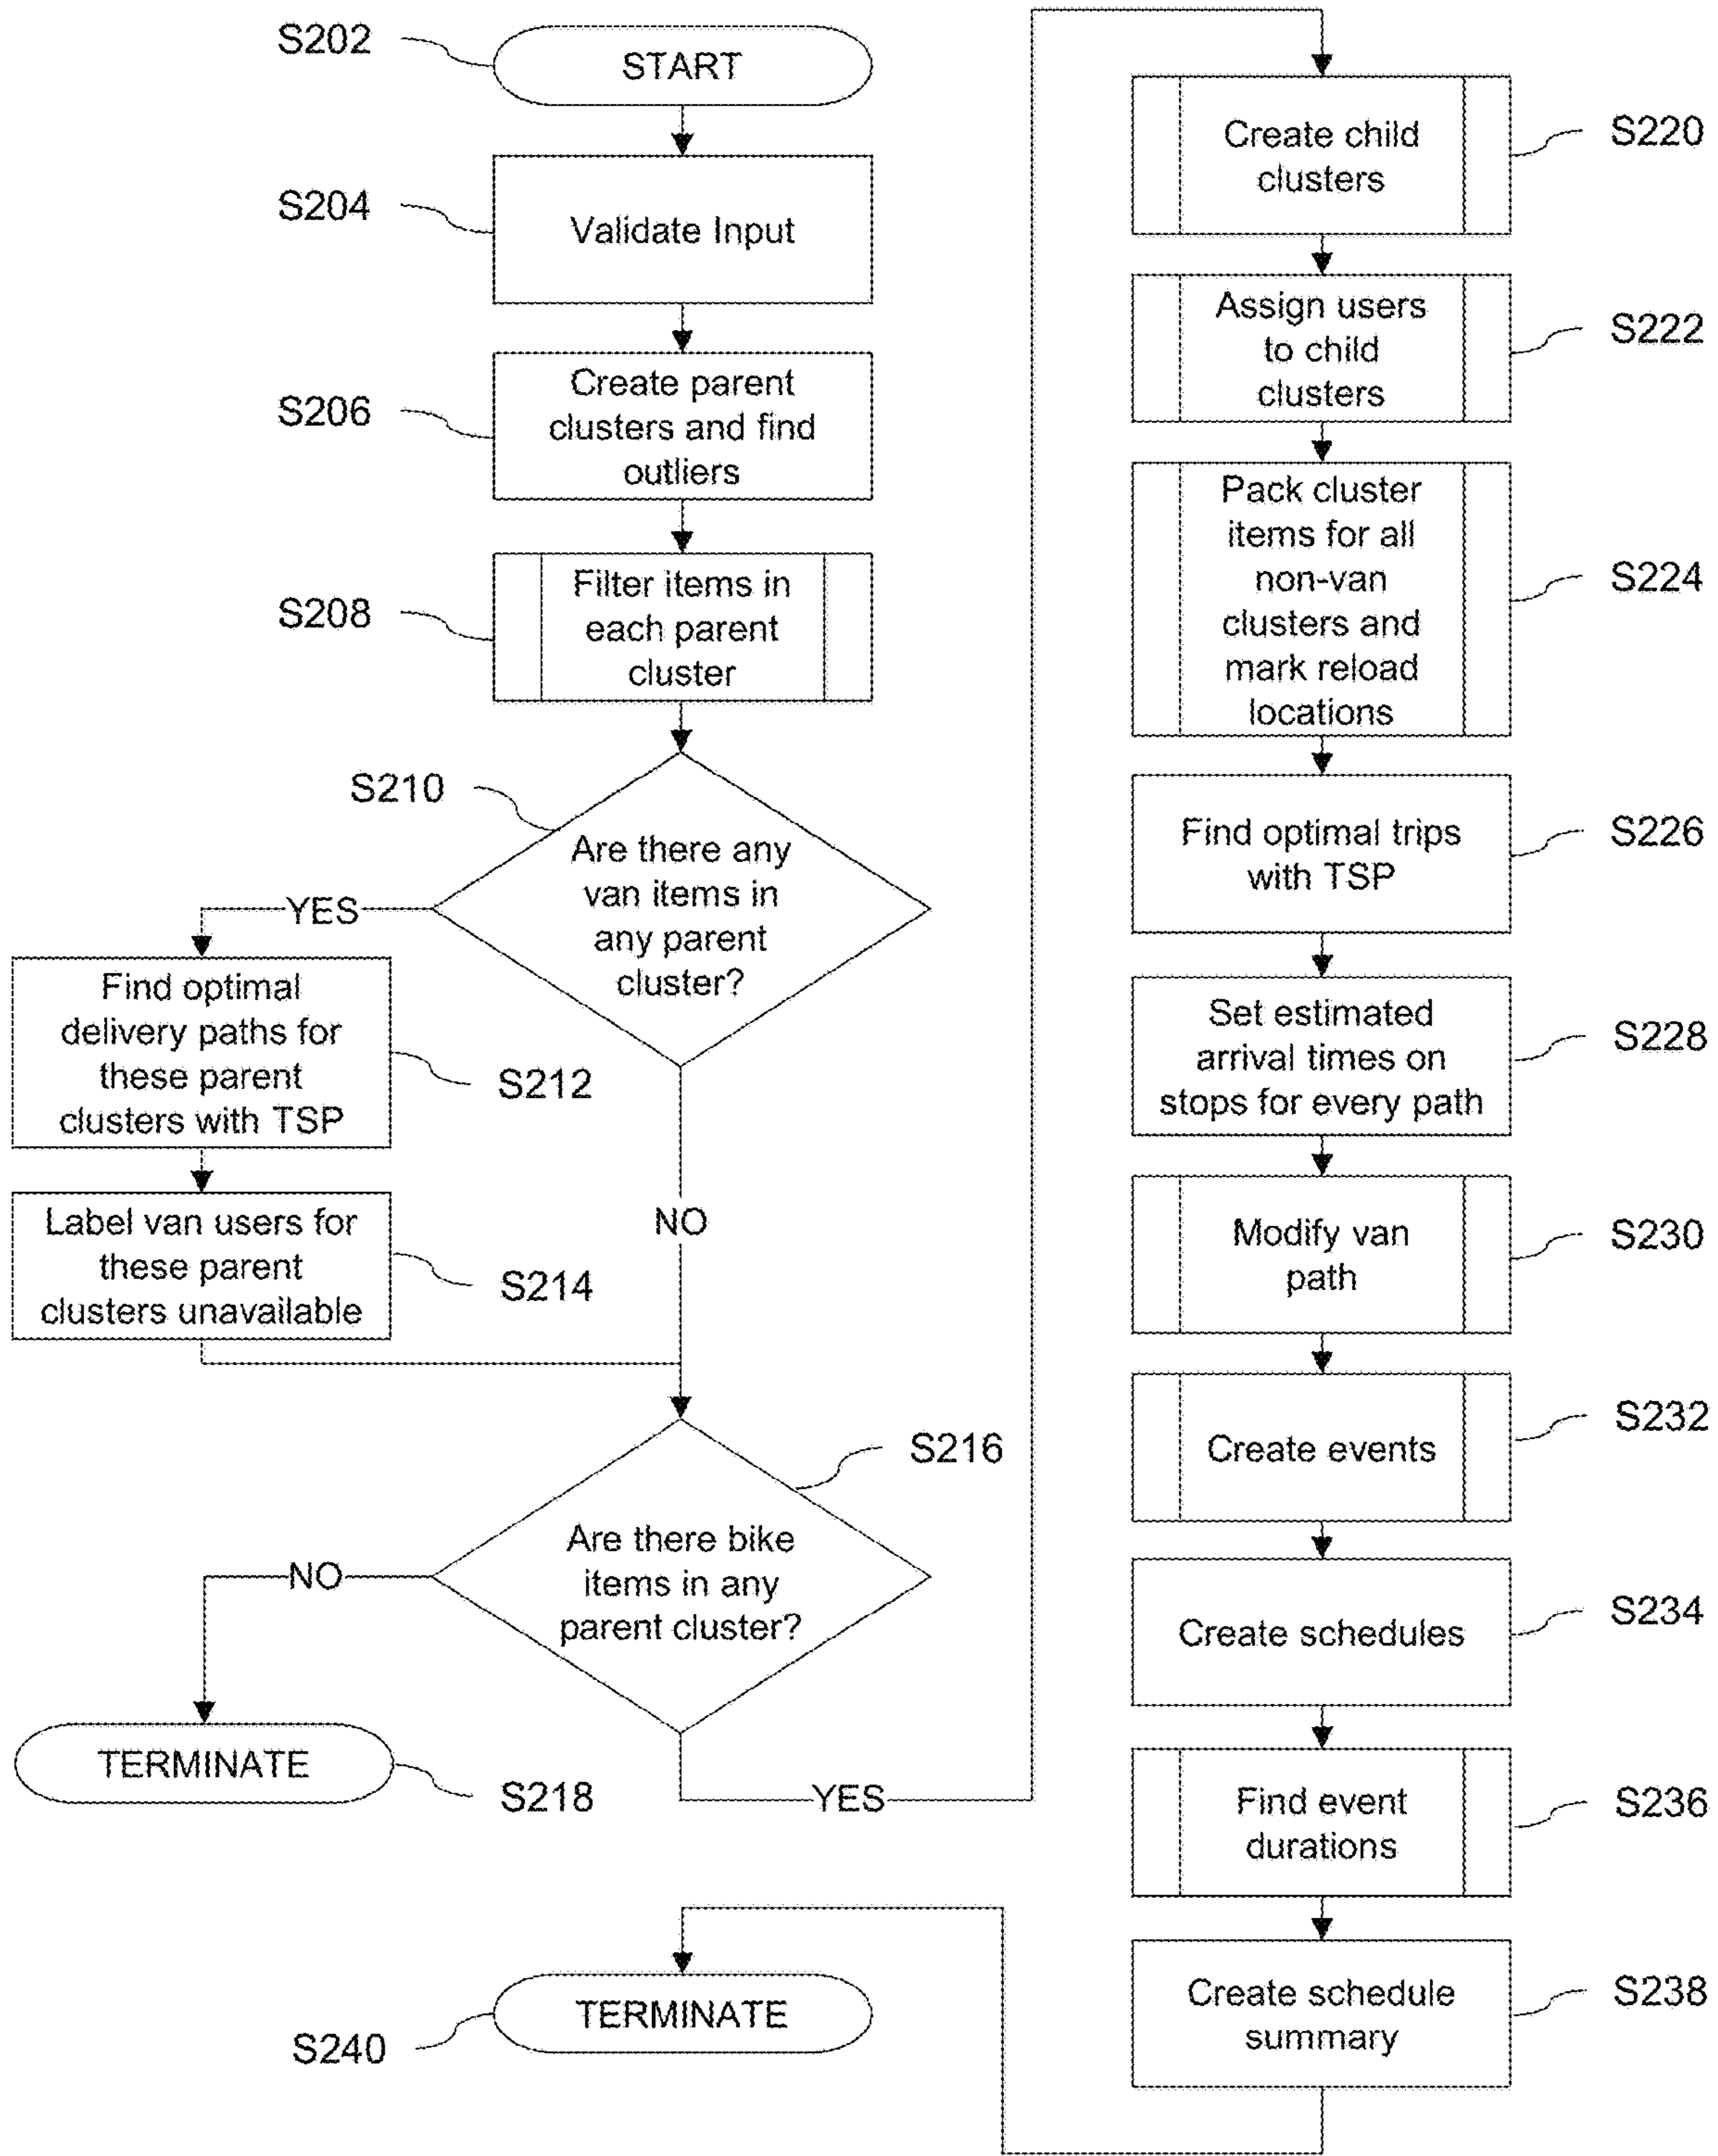 S202
START
S204
Validate Input
S206
Create parent
clusters and find
outliers
S208
Filter items in
each parent
cluster
S210
Are there any
van items in
any parent
cluster?
YES
Find optimal
delivery paths for
these parent
clusters with TSP
S212
NO
Label van users for
these parent
clusters unavailable
S214
S216
Are there bike
items in any
parent cluster?
NO
TERMINATE
S218
YES
Create child
clusters
S220
Assign users
to child
clusters
S222
Pack cluster
items for all
non-van
clusters and
mark reload
locations
S224
Find optimal trips
with TSP
S226
Set estimated
arrival times on
stops for every path
S228
Modify van
path
S230
Create events
S232
Create schedules
S234
Find event
durations
S236
Create schedule
summary
S238
TERMINATE
S240